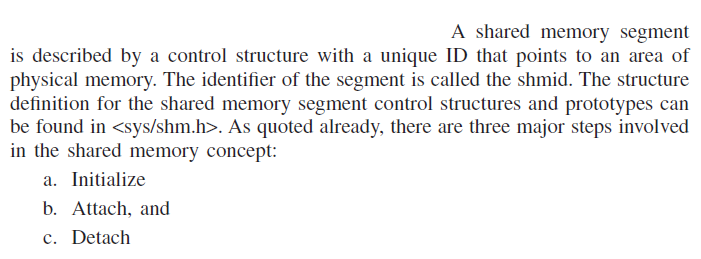 A shared memory segment
is described by a control structure with a unique ID that points to an area of
physical memory. The identifier of the segment is called the shmid. The structure
definition for the shared memory segment control structures and prototypes can
be found in <sys/shm.h>. As quoted already, there are three major steps involved
in the shared memory concept:
a. Initialize
b. Attach, and
c. Detach